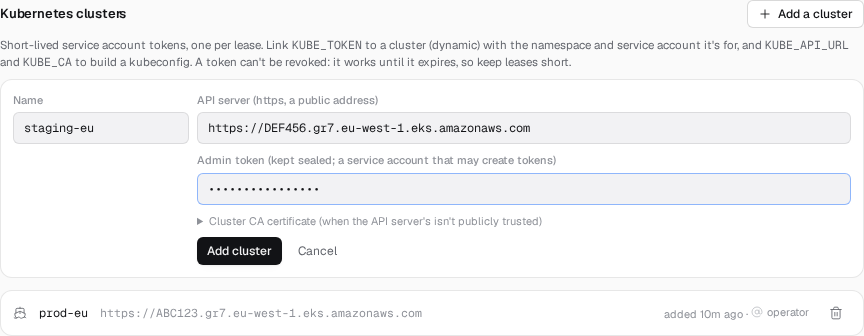 Kubernetes clusters
+ Add a cluster
Short-lived service account tokens, one per lease. Link KUBE_TOKEN to a cluster (dynamic) with the namespace and service account it's for, and KUBE_API_URL
and KUBE_CA to build a kubeconfig. A token can't be revoked: it works until it expires, so keep leases short.
Name
API server (https, a public address)
staging-eu
https://DEF456.gr7.eu-west-1.eks.amazonaws.com
Admin token (kept sealed; a service account that may create tokens)
••••••••••••••••
Cluster CA certificate (when the API server's isn't publicly trusted)
Add cluster
Cancel
prod-eu https://ABC123.gr7.eu-west-1.eks.amazonaws.com added 10m ago · @ operator